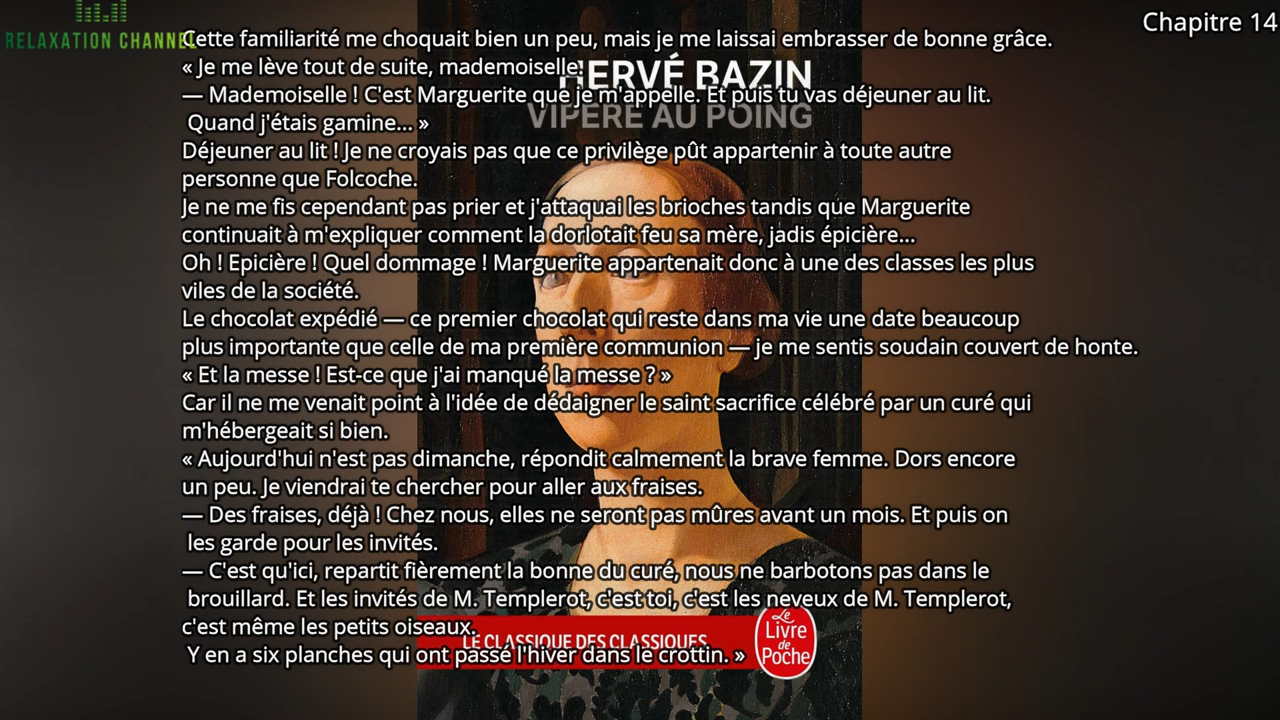 RELAXATION CHANNEL
Chapitre 14
HERVÉ BAZIN
VIPÈRE AU POING
Cette familiarité me choquait bien un peu, mais je me laissai embrasser de bonne grâce.
« Je me lève tout de suite, mademoiselle.
— Mademoiselle ! C'est Marguerite que je m'appelle. Et puis tu vas déjeuner au lit.
Quand j'étais gamine... »
Déjeuner au lit ! Je ne croyais pas que ce privilège pût appartenir à toute autre
personne que Folcoche.
Je ne me fis cependant pas prier et j'attaquai les brioches tandis que Marguerite
continuait à m'expliquer comment la dorlotait feu sa mère, jadis épicière...
Oh ! Epicière ! Quel dommage ! Marguerite appartenait donc à une des classes les plus
viles de la société.
Le chocolat expédié — ce premier chocolat qui reste dans ma vie une date beaucoup
plus importante que celle de ma première communion — je me sentis soudain couvert de honte.
« Et la messe ! Est-ce que j'ai manqué la messe ? »
Car il ne me venait point à l'idée de dédaigner le saint sacrifice célébré par un curé qui
m'hébergeait si bien.
« Aujourd'hui n'est pas dimanche, répondit calmement la brave femme. Dors encore
un peu. Je viendrai te chercher pour aller aux fraises.
— Des fraises, déjà ! Chez nous, elles ne seront pas mûres avant un mois. Et puis on
les garde pour les invités.
— C'est qu'ici, repartit fièrement la bonne du curé, nous ne barbotons pas dans le
brouillard. Et les invités de M. Templerot, c'est toi, c'est les neveux de M. Templerot,
c'est même les petits oiseaux.
Y en a six planches qui ont passé l'hiver dans le crottin. »
LE CLASSIQUE DES CLASSIQUES
Le
Livre
de
Poche